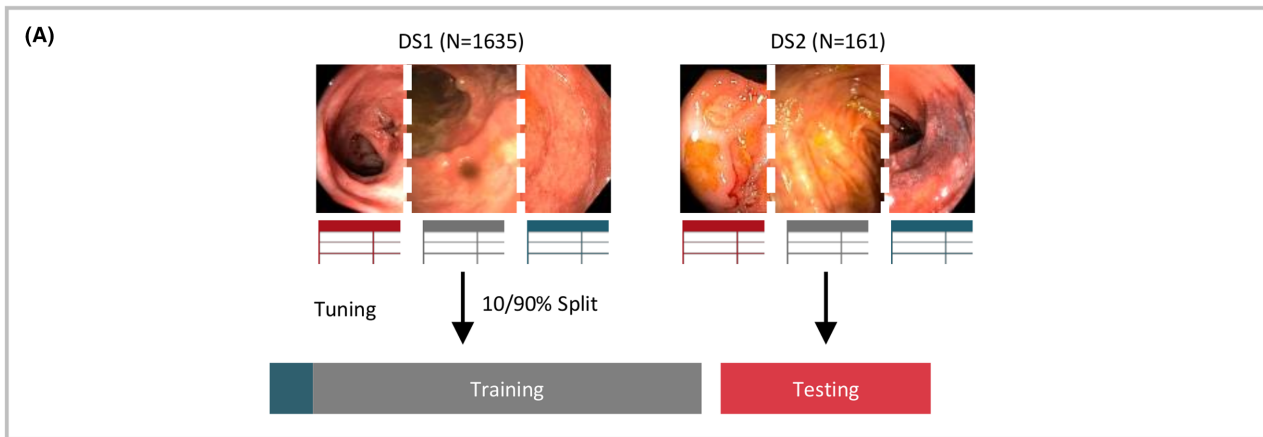 (A)
DS1 (N=1635)
DS2 (N=161)
Tuning
10/90% Split
Training
Testing